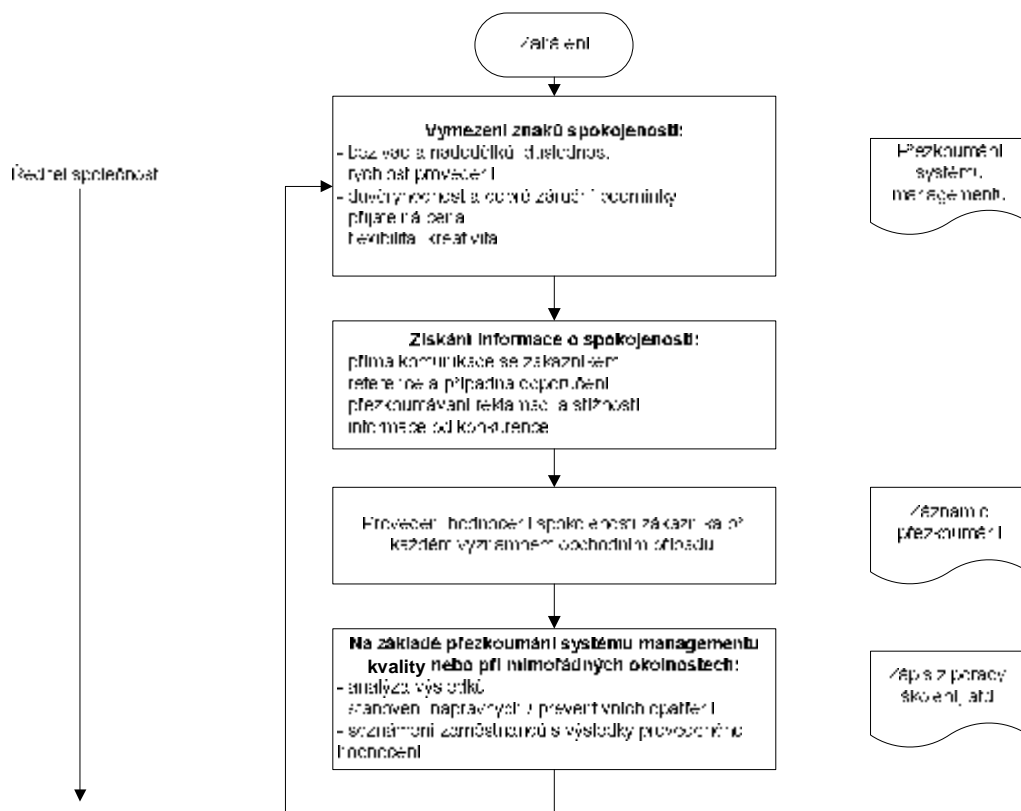 Zahájení
Vymezení znaků spokojenosti:
- bez vad a nedodělků, důslednost
rychlost provedení
- důvěryhodnost a dobré záruční podmínky
přijatelná cena
flexibilita, kreativita
Ředitel společnosti
Přezkoumání
systému
managementu
Získání informace o spokojenosti:
přímá komunikace se zákazníkem
reference a případná doporučení
přezkoumávání reklamací a stížností
informace od konkurence
Provedení hodnocení spokojenosti zákazníka při
každém významném obchodním případu
Záznam o
přezkoumání
Na základě přezkoumání systému managementu
kvality nebo při mimořádných okolnostech:
- analýza výsledků
stanovení nápravných / preventivních opatření
- seznámení zaměstnanců s výsledky provedeného
hodnocení
Zápis z porady
školení, atd.